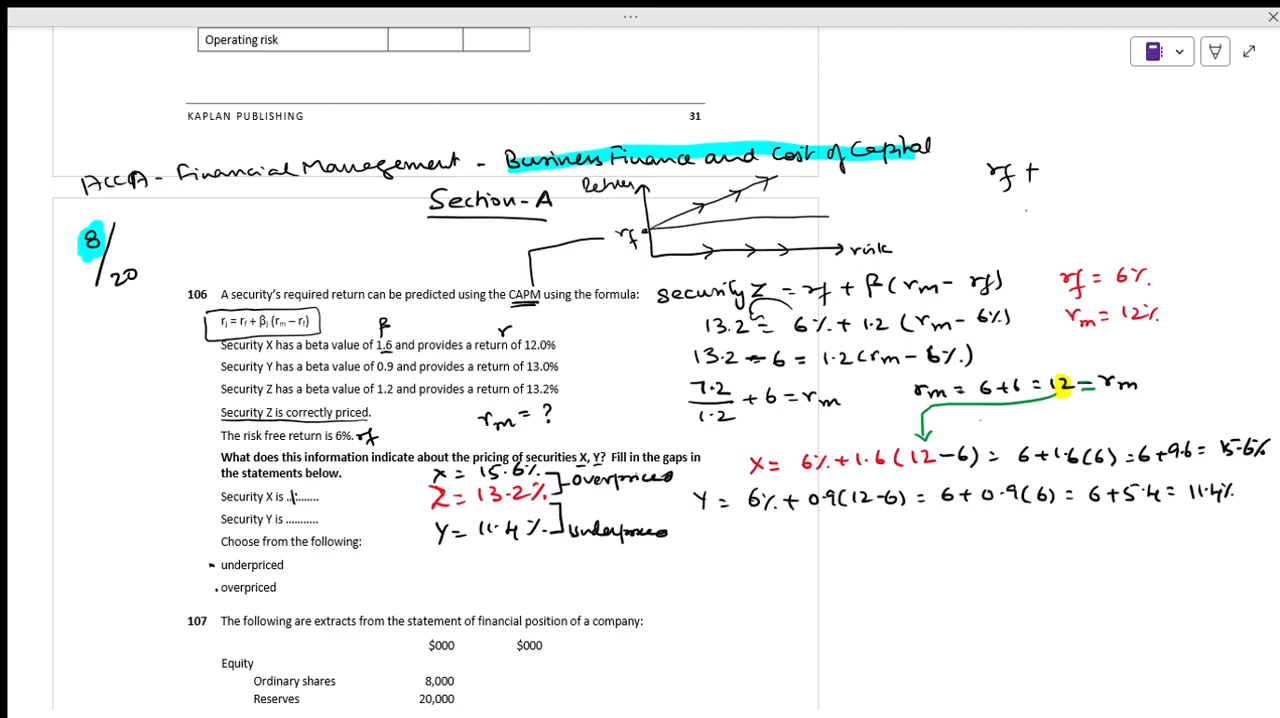 Operating risk
KAPLAN PUBLISHING 31
ACCA - Financial Management - Business Finance and Cost of Capital
rf +
Section-A
Return
rf
risk
8/20
106 A security's required return can be predicted using the CAPM using the formula:
rj = rf + βj (rm – rf)
β r
Security X has a beta value of 1.6 and provides a return of 12.0%
Security Y has a beta value of 0.9 and provides a return of 13.0%
Security Z has a beta value of 1.2 and provides a return of 13.2%
Security Z is correctly priced.
rm = ?
The risk free return is 6%. rf
What does this information indicate about the pricing of securities X, Y? Fill in the gaps in
the statements below.
Security X is ..1........
Security Y is ...........
Choose from the following:
• underpriced
• overpriced
X = 15.6%
Z = 13.2%
Y = 11.4%
overpriced
underpriced
security Z = rf + β (rm - rf)
13.2 = 6% + 1.2 (rm - 6%)
13.2 - 6 = 1.2 (rm - 6%)
7.2/1.2 + 6 = rm
rm = 6+6 = 12 = rm
rf = 6%
rm = 12%
X = 6% + 1.6 (12 - 6) = 6 + 1.6(6) = 6 + 9.6 = 15.6%
Y = 6% + 0.9(12-6) = 6 + 0.9(6) = 6 + 5.4 = 11.4%
107 The following are extracts from the statement of financial position of a company:
$000 $000
Equity
Ordinary shares 8,000
Reserves 20,000